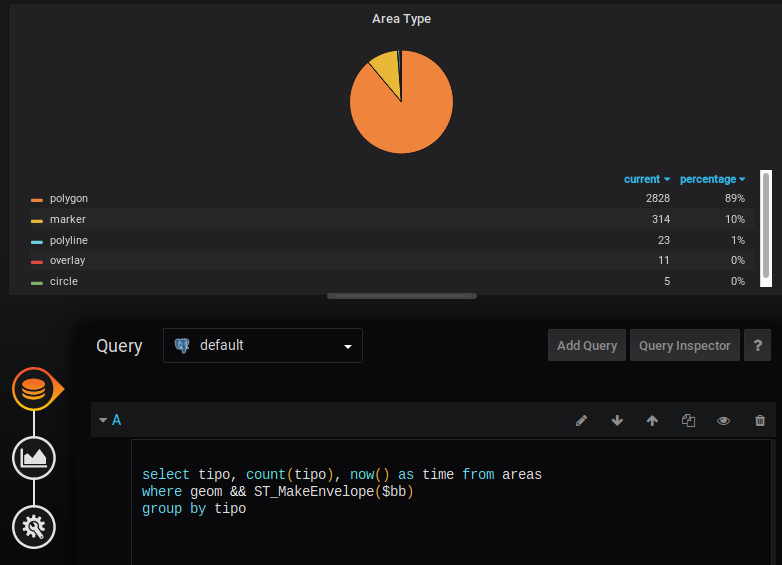 Area Type
current percentage
polygon 2828 89%
marker 314 10%
polyline 23 1%
overlay 11 0%
circle 5 0%
Query default Add Query Query Inspector ?
A
select tipo, count(tipo), now() as time from areas
where geom && ST_MakeEnvelope($bb)
group by tipo